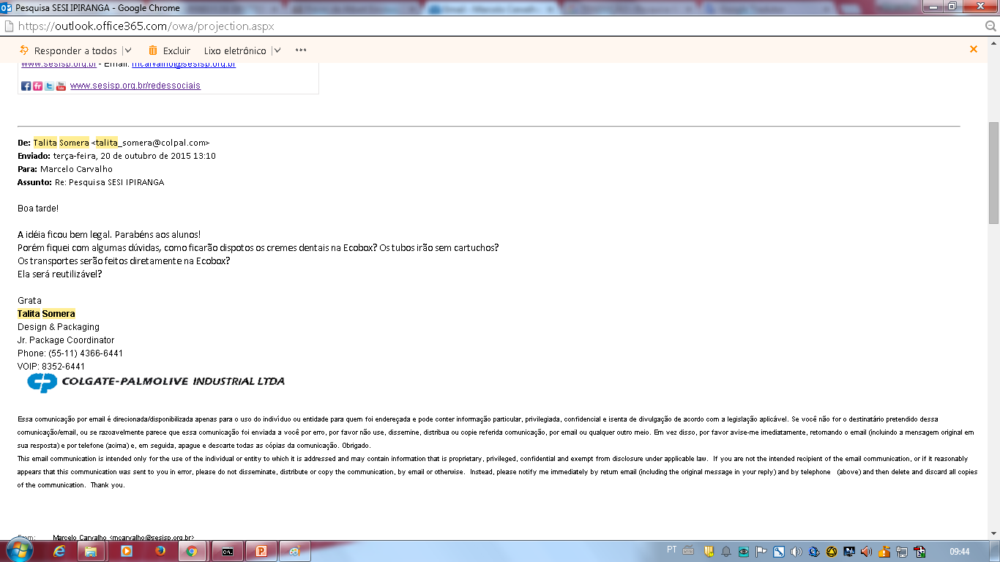 Pesquisa SESI IPIRANGA - Google Chrome
https://outlook.office365.com/owa/projection.aspx
Responder a todos Excluir Lixo eletrônico
www.sesisp.org.br - Email: mcarvalho@sesisp.org.br
www.sesisp.org.br/redessociais
De: Talita Somera <talita_somera@colpal.com>
Enviado: terça-feira, 20 de outubro de 2015 13:10
Para: Marcelo Carvalho
Assunto: Re: Pesquisa SESI IPIRANGA
Boa tarde!
A idéia ficou bem legal. Parabéns aos alunos!
Porém fiquei com algumas dúvidas, como ficarão dispotos os cremes dentais na Ecobox? Os tubos irão sem cartuchos?
Os transportes serão feitos diretamente na Ecobox?
Ela será reutilizável?
Grata
Talita Somera
Design & Packaging
Jr. Package Coordinator
Phone: (55-11) 4366-6441
VOIP: 8352-6441
COLGATE-PALMOLIVE INDUSTRIAL LTDA
Essa comunicação por email é direcionada/disponibilizada apenas para o uso do indivíduo ou entidade para quem foi endereçada e pode conter informação particular, privilegiada, confidencial e isenta de divulgação de acordo com a legislação aplicável. Se você não for o destinatário pretendido dessa
comunicação/email, ou se razoavelmente parece que essa comunicação foi enviada a você por erro, por favor não use, dissemine, distribua ou copie referida comunicação, por email ou qualquer outro meio. Em vez disso, por favor avise-me imediatamente, retornando o email (incluindo a mensagem original em
sua resposta) e por telefone (acima) e, em seguida, apague e descarte todas as cópias da comunicação. Obrigado.
This email communication is intended only for the use of the individual or entity to which it is addressed and may contain information that is proprietary, privileged, confidential and exempt from disclosure under applicable law. If you are not the intended recipient of the email communication, or if it reasonably
appears that this communication was sent to you in error, please do not disseminate, distribute or copy the communication, by email or otherwise. Instead, please notify me immediately by return email (including the original message in your reply) and by telephone (above) and then delete and discard all copies
of the communication. Thank you.
From: Marcelo Carvalho <mcarvalho@sesisp.org.br>
PT 09:44